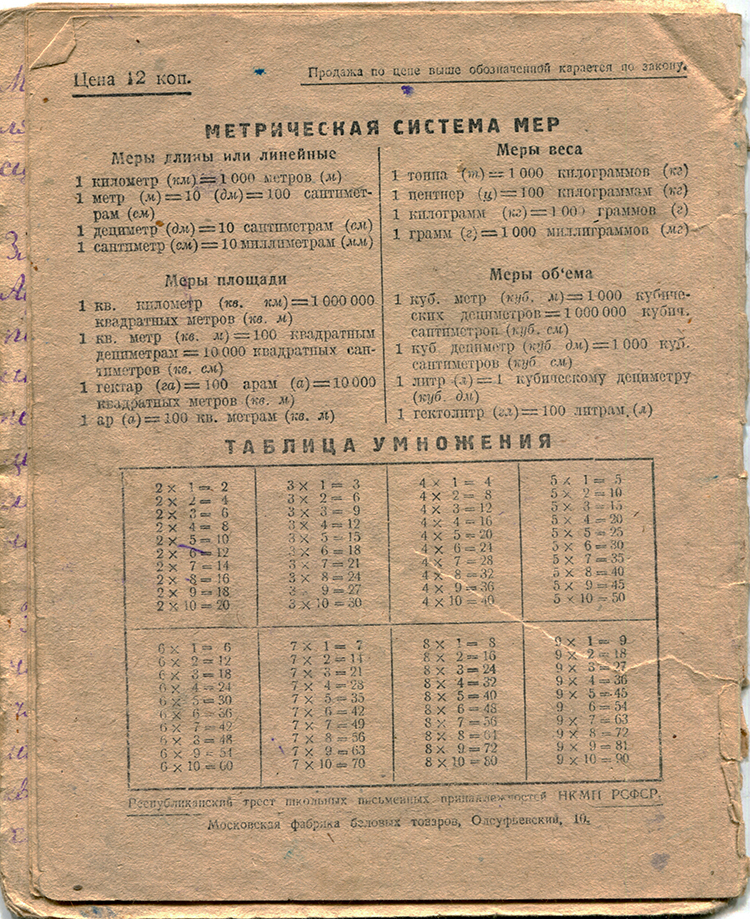 Цена 12 коп.
Продажа по цене выше обозначенной карается по закону.
МЕТРИЧЕСКАЯ СИСТЕМА МЕР
Меры длины или линейные
1 километр (км)=1 000 метров (м)
1 метр (м)=10 (дм)=100 сантимет-
рам (см)
1 дециметр (дм)=10 сантиметрам (см)
1 сантиметр (см)=10 миллиметрам (мм)
Меры площади
1 кв. километр (кв. км)=1 000 000
квадратных метров (кв. м)
1 кв. метр (кв. м)=100 квадратным
дециметрам=10 000 квадратных сан-
тиметров (кв. см)
1 гектар (га)=100 арам (а)=10 000
квадратных метров (кв. м)
1 ар (а)=100 кв. метрам (кв. м)
Меры веса
1 тонна (т)=1 000 килограммов (кг)
1 центнер (ц)=100 килограммам (кг)
1 килограмм (кг)=1 000 граммов (г)
1 грамм (г)=1 000 миллиграммов (мг)
Меры об'ема
1 куб. метр (куб. м)=1 000 кубиче-
ских дециметров=1 000 000 кубич.
сантиметров (куб. см)
1 куб дециметр (куб. дм)=1 000 куб.
сантиметров (куб. см)
1 литр (л)=1 кубическому дециметру
(куб. дм)
1 гектолитр (гл)=100 литрам. (л)
ТАБЛИЦА УМНОЖЕНИЯ
2 × 1 = 2
2 × 2 = 4
2 × 3 = 6
2 × 4 = 8
2 × 5 = 10
2 × 6 = 12
2 × 7 = 14
2 × 8 = 16
2 × 9 = 18
2 × 10 = 20
3 × 1 = 3
3 × 2 = 6
3 × 3 = 9
3 × 4 = 12
3 × 5 = 15
3 × 6 = 18
3 × 7 = 21
3 × 8 = 24
3 9 = 27
3 × 10 = 30
4 × 1 = 4
4 × 2 = 8
4 × 3 = 12
4 × 4 = 16
4 × 5 = 20
4 × 6 = 24
4 × 7 = 28
4 × 8 = 32
4 × 9 = 36
4 × 10 = 40
5 × 1 = 5
5 × 2 = 10
5 × 3 = 15
5 × 4 = 20
5 × 5 = 25
5 × 6 = 30
5 × 7 = 35
5 × 8 = 40
5 × 9 = 45
5 × 10 = 50
6 × 1 = 6
6 × 2 = 12
6 × 3 = 18
6 × 4 = 24
6 × 5 = 30
6 × 6 = 36
6 × 7 = 42
6 × 8 = 48
6 × 9 = 54
6 × 10 = 60
7 × 1 = 7
7 × 2 = 14
7 × 3 = 21
7 × 4 = 28
7 × 5 = 35
7 × 6 = 42
7 × 7 = 49
7 × 8 = 56
7 × 9 = 63
7 × 10 = 70
8 × 1 = 8
8 × 2 = 16
8 × 3 = 24
8 × 4 = 32
8 × 5 = 40
8 × 6 = 48
8 × 7 = 56
8 × 8 = 64
8 × 9 = 72
8 × 10 = 80
9 × 1 = 9
9 × 2 = 18
9 × 3 = 27
9 × 4 = 36
9 × 5 = 45
9 6 = 54
9 × 7 = 63
9 × 8 = 72
9 × 9 = 81
9 × 10 = 90
Республиканский трест школьных письменных принадлежностей НКМП РСФСР.
Московская фабрика беловых товаров, Олсуфьевский, 10.